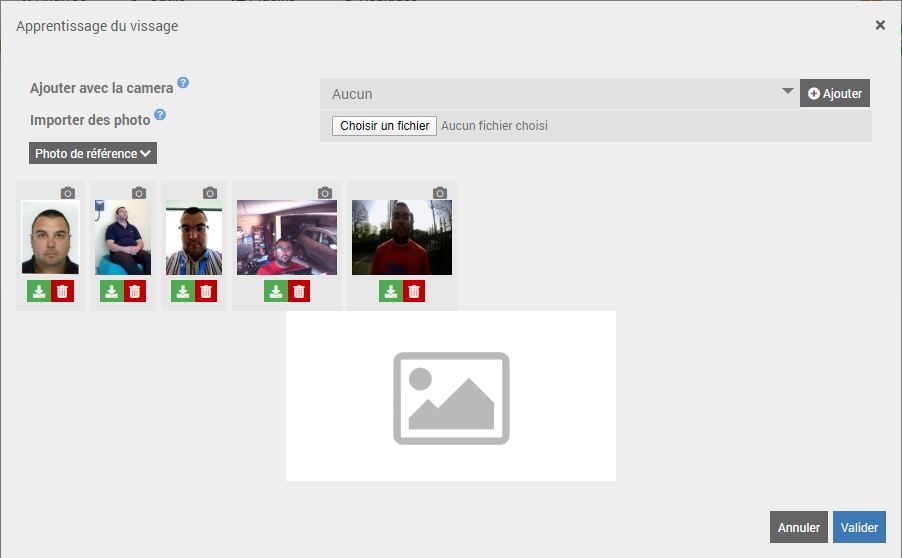 Apprentissage du vissage
×
Ajouter avec la camera ?
Aucun
Ajouter
Importer des photo ?
Choisir un fichier Aucun fichier choisi
Photo de référence
Annuler
Valider